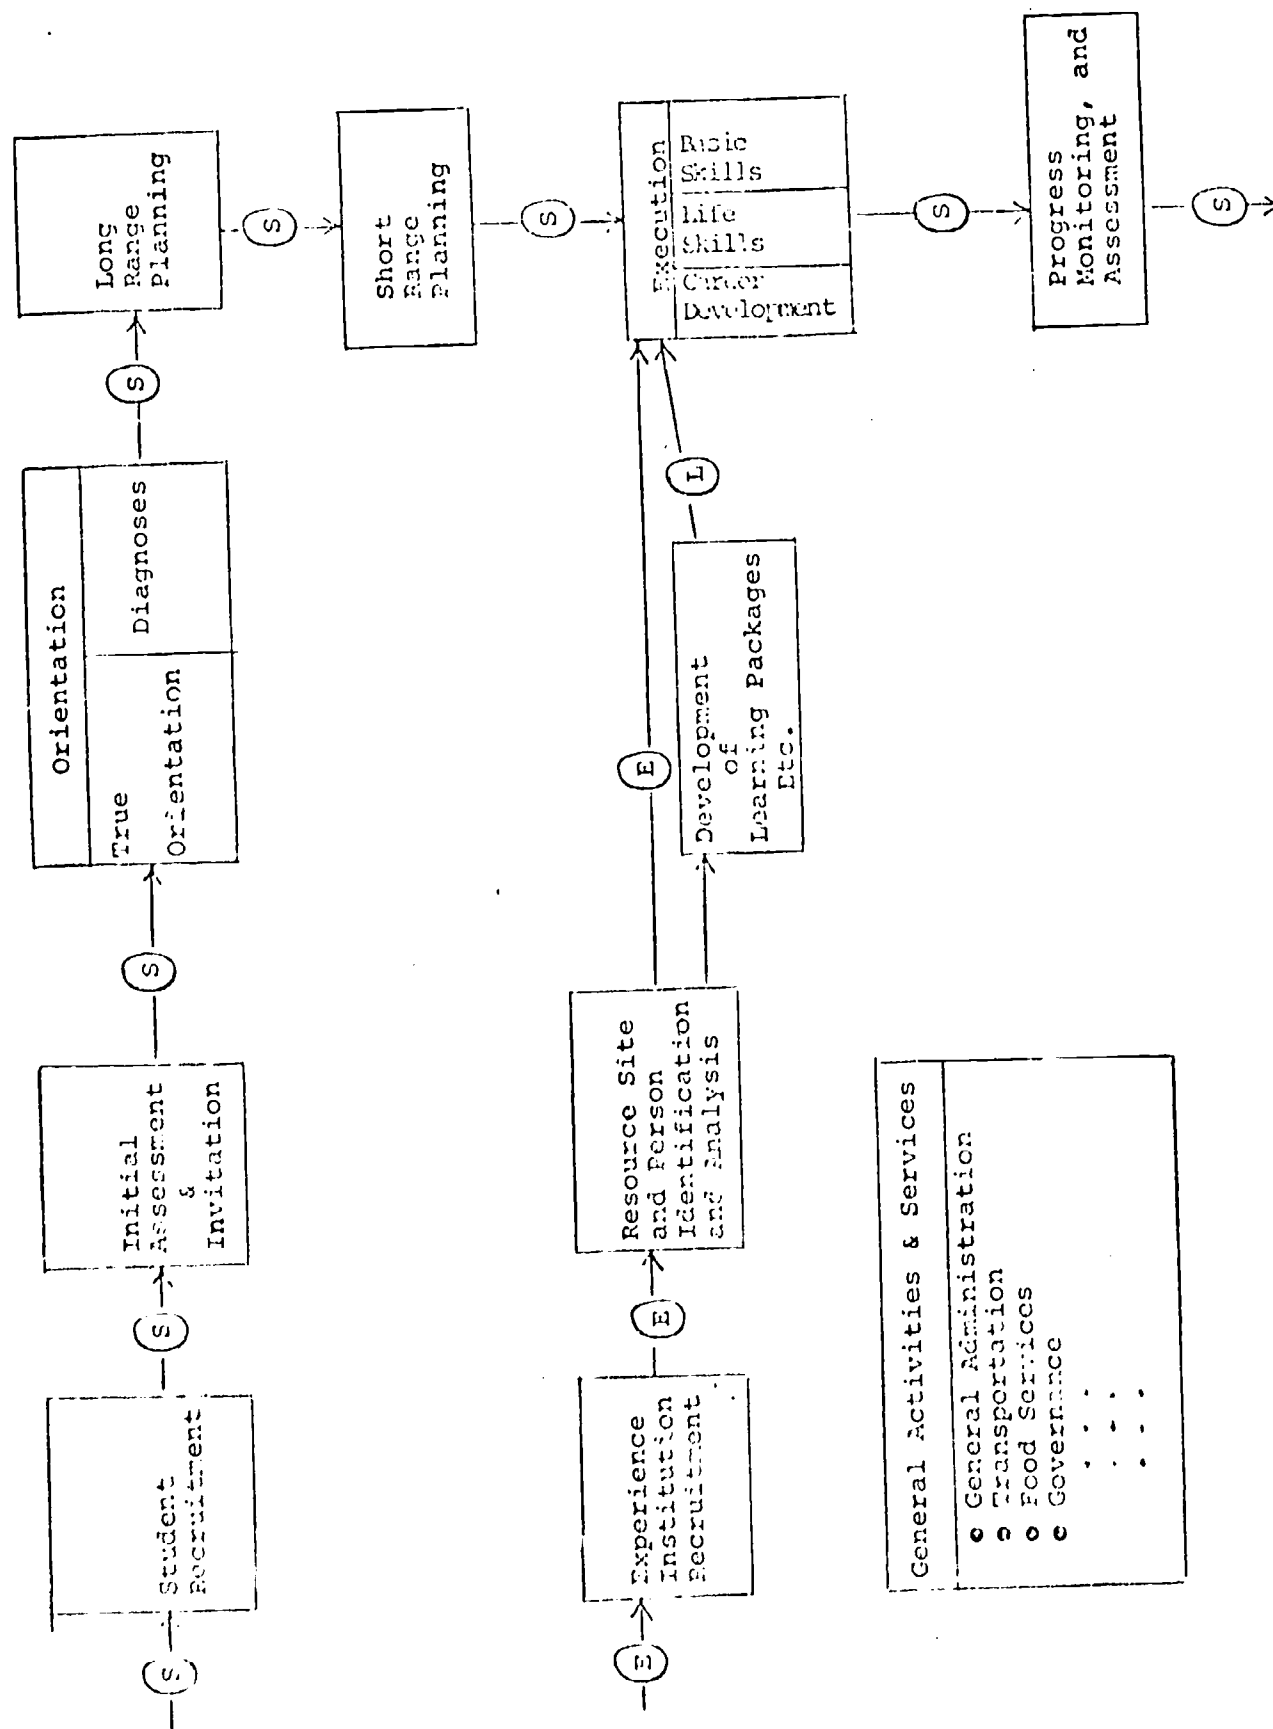 S
Student
Recruitment
S
Initial
Assessment
&
Invitation
S
Orientation
True
Orientation
Diagnoses
S
Long
Range
Planning
S
Short
Range
Planning
S
E
Experience
Institution
Recruitment
E
Resource Site
and Person
Identification
and Analysis
E
Development
of
Learning Packages
Etc.
L
Execution
Career
Development
Life
Skills
Basic
Skills
S
Progress
Monitoring, and
Assessment
S
General Activities & Services
• General Administration
• Transportation
• Food Services
• Governance
. . .
. . .
. . .